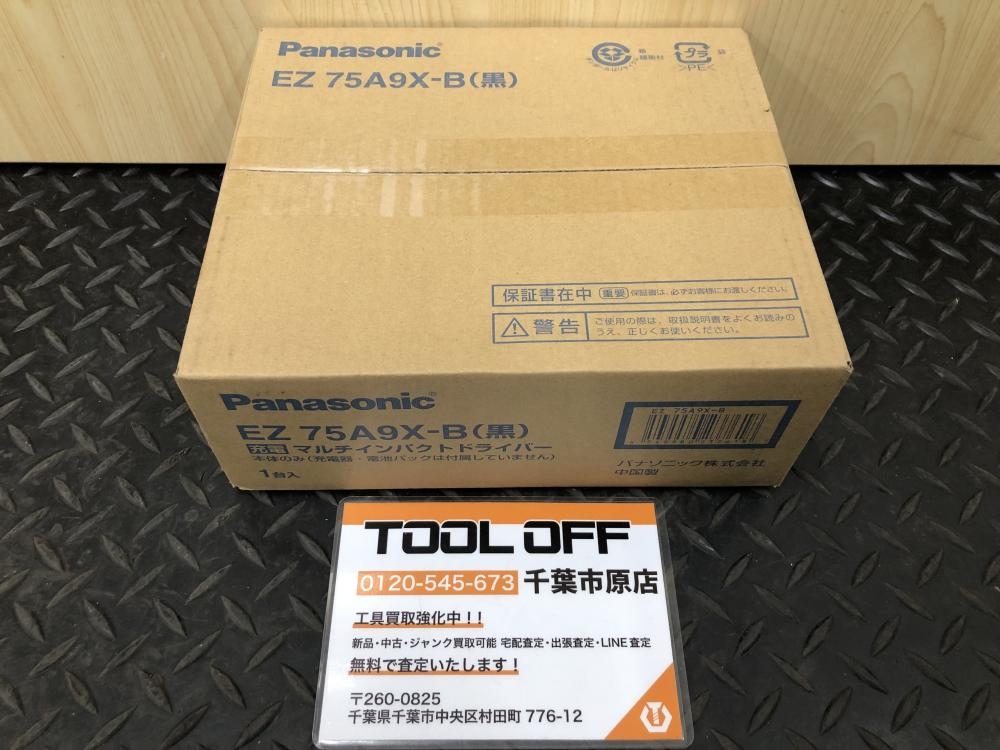 Panasonic
EZ 75A9X-B(黒)
プラ
>PE<
保証書在中 重要 保証書は、必ずお客様にお渡しください。
警告 ご使用の際は、取扱説明書をよくお読みの
うえ、正しくお使いください。
Panasonic
EZ 75A9X-B(黒)
充電 マルチインパクトドライバー
本体のみ(充電器・電池パックは付属していません)
1台入
EZ 75A9X-B
パナソニック株式会社
中国製
TOOL OFF
0120-545-673 千葉市原店
工具買取強化中!!
新品・中古・ジャンク買取可能 宅配査定・出張査定・LINE査定
無料で査定いたします!
〒260-0825
千葉県千葉市中央区村田町 776-12